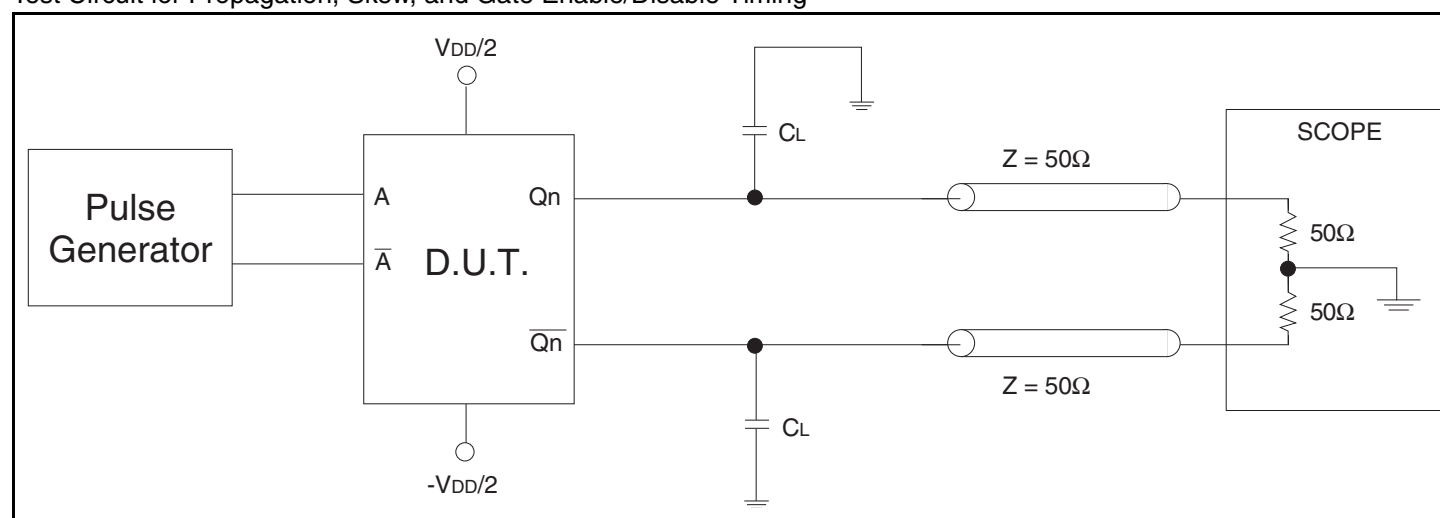 Test Circuit for Propagation, Skew, and Gate Enable/Disable Timing
VDD/2
CL
SCOPE
Z = 50Ω
Pulse
Generator
A
Qn
50Ω
A̅
D.U.T.
50Ω
Q̅n̅
Z = 50Ω
CL
-VDD/2